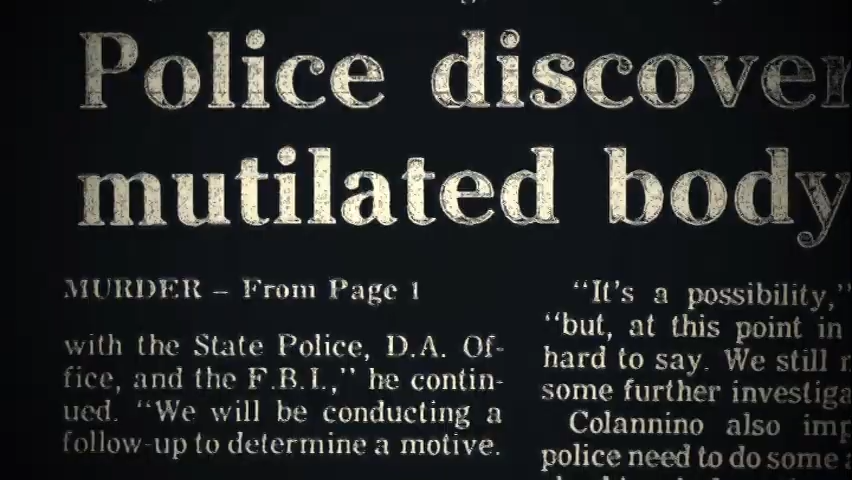 Police discover
mutilated body
MURDER – From Page 1
with the State Police, D.A. Of-
fice, and the F.B.I.," he contin-
ued. "We will be conducting a
follow-up to determine a motive.
"It's a possibility,"
"but, at this point in
hard to say. We still
some further
Colannino also
police need to do some